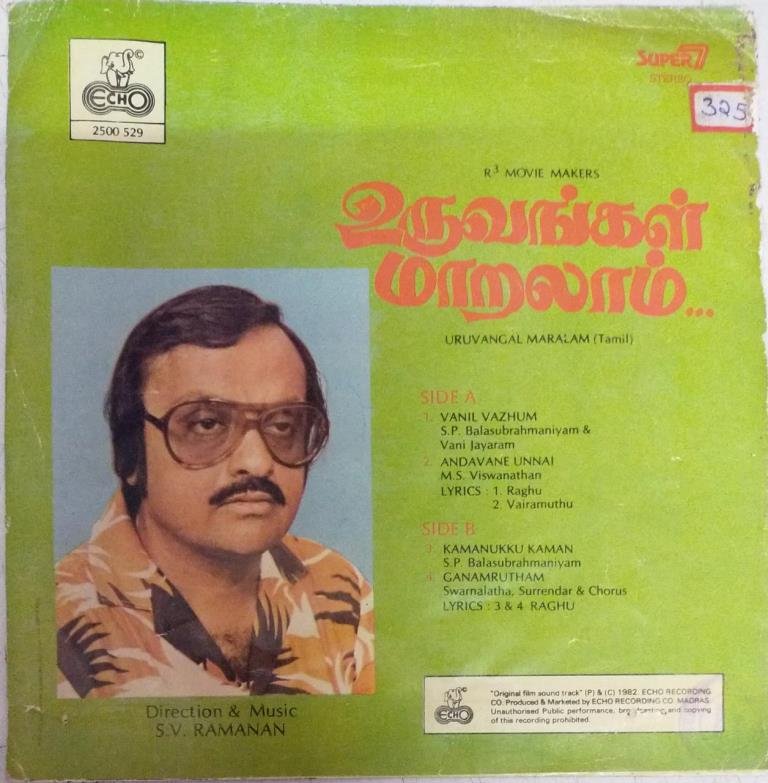 ©
ECHO
2500 529
SUPER 7
STEREO
325
R³ MOVIE MAKERS
உருவங்கள்
மாறலாம்...
URUVANGAL MARALAM (Tamil)
SIDE A
1. VANIL VAZHUM
S.P. Balasubrahmaniyam &
Vani Jayaram
2. ANDAVANE UNNAI
M.S. Viswanathan
LYRICS : 1. Raghu
2. Vairamuthu
SIDE B
3. KAMANUKKU KAMAN
S.P. Balasubrahmaniyam
4. GANAMRUTHAM
Swarnalatha, Surrendar & Chorus
LYRICS : 3 & 4 RAGHU
Direction & Music
S.V. RAMANAN
ECHO
"Original film sound track" (P) & (C) 1982. ECHO RECORDING
CO. Produced & Marketed by ECHO RECORDING CO. MADRAS.
Unauthorised Public performance, broadcasting and copying
of this recording prohibited.